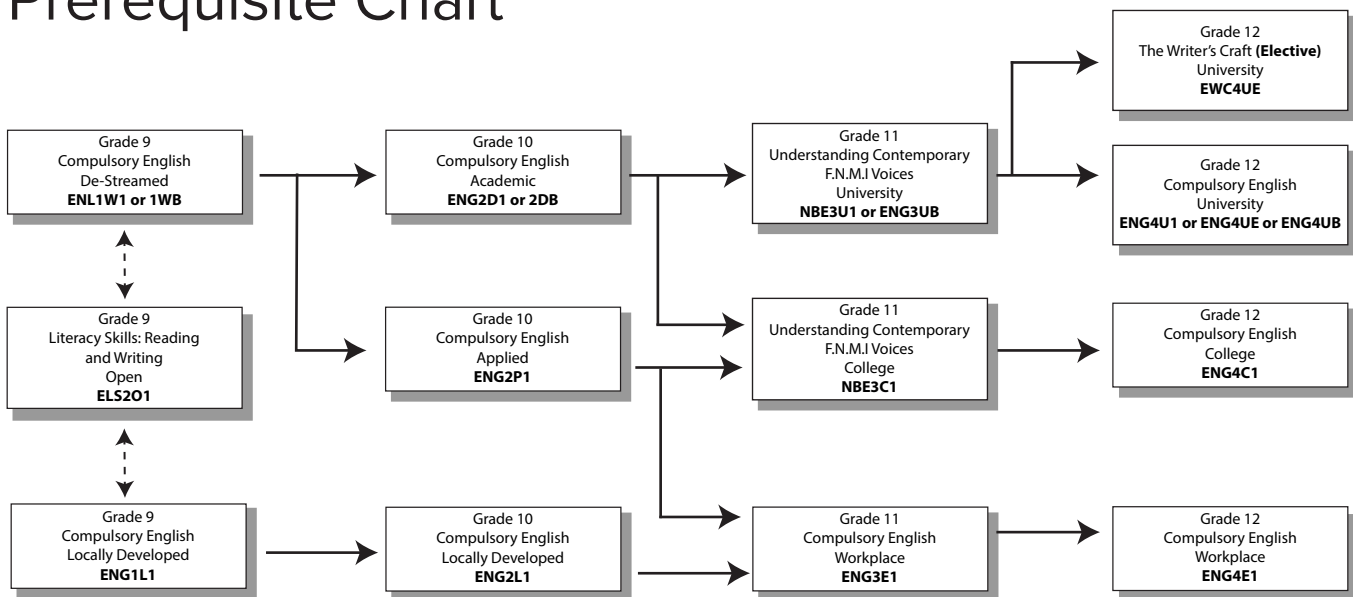 Prerequisite Chart
Grade 9
Compulsory English
De-Streamed
ENL1W1 or 1WB
Grade 9
Literacy Skills: Reading
and Writing
Open
ELS2O1
Grade 9
Compulsory English
Locally Developed
ENG1L1
Grade 10
Compulsory English
Academic
ENG2D1 or 2DB
Grade 10
Compulsory English
Applied
ENG2P1
Grade 10
Compulsory English
Locally Developed
ENG2L1
Grade 11
Understanding Contemporary
F.N.M.I Voices
University
NBE3U1 or ENG3UB
Grade 11
Understanding Contemporary
F.N.M.I Voices
College
NBE3C1
Grade 11
Compulsory English
Workplace
ENG3E1
Grade 12
The Writer’s Craft (Elective)
University
EWC4UE
Grade 12
Compulsory English
University
ENG4U1 or ENG4UE or ENG4UB
Grade 12
Compulsory English
College
ENG4C1
Grade 12
Compulsory English
Workplace
ENG4E1